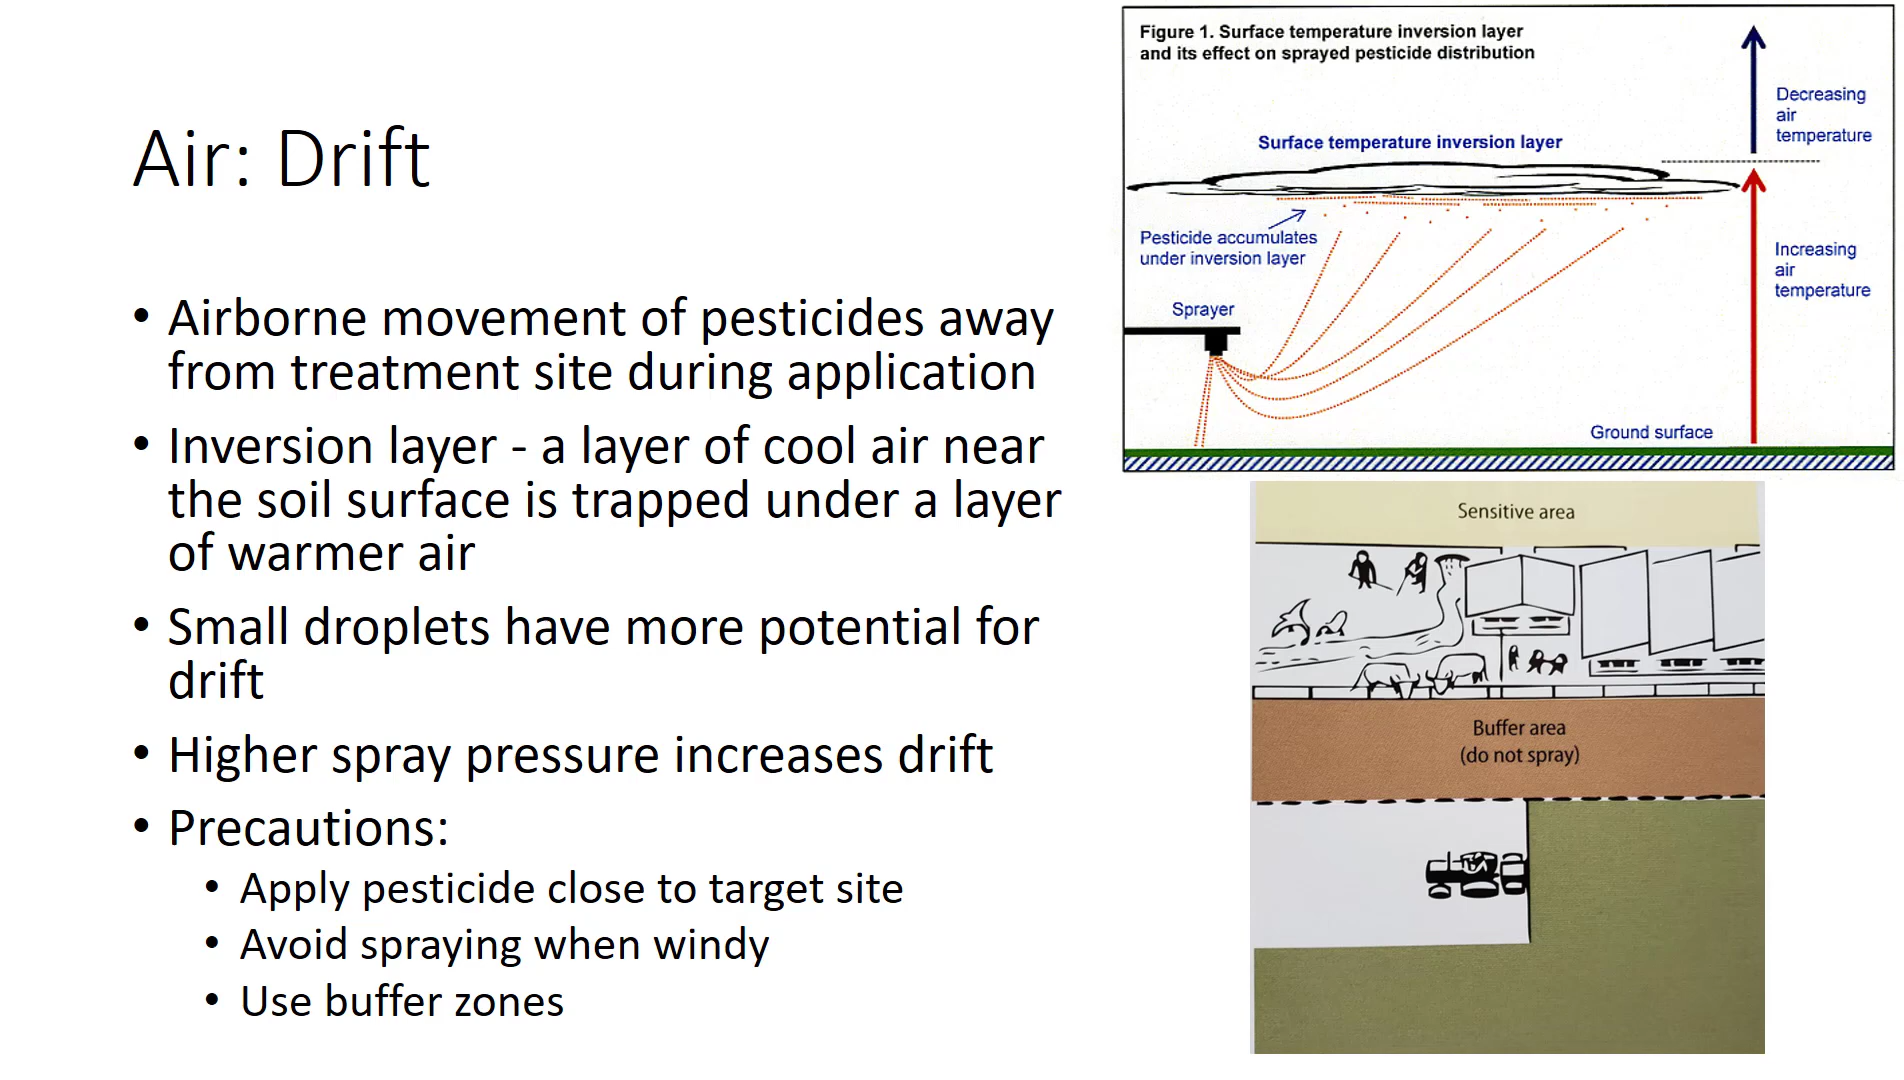 Air: Drift
• Airborne movement of pesticides away
from treatment site during application
• Inversion layer - a layer of cool air near
the soil surface is trapped under a layer
of warmer air
• Small droplets have more potential for
drift
• Higher spray pressure increases drift
• Precautions:
• Apply pesticide close to target site
• Avoid spraying when windy
• Use buffer zones
Figure 1. Surface temperature inversion layer
and its effect on sprayed pesticide distribution
Decreasing
air
temperature
Surface temperature inversion layer
Pesticide accumulates
under inversion layer
Increasing
air
temperature
Sprayer
Ground surface
Sensitive area
Buffer area
(do not spray)